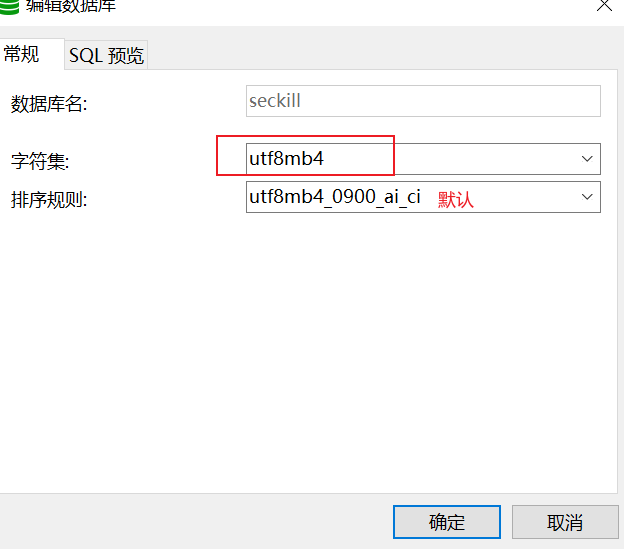 编辑数据库
常规 SQL 预览
数据库名: seckill
字符集: utf8mb4
排序规则: utf8mb4_0900_ai_ci 默认
确定 取消